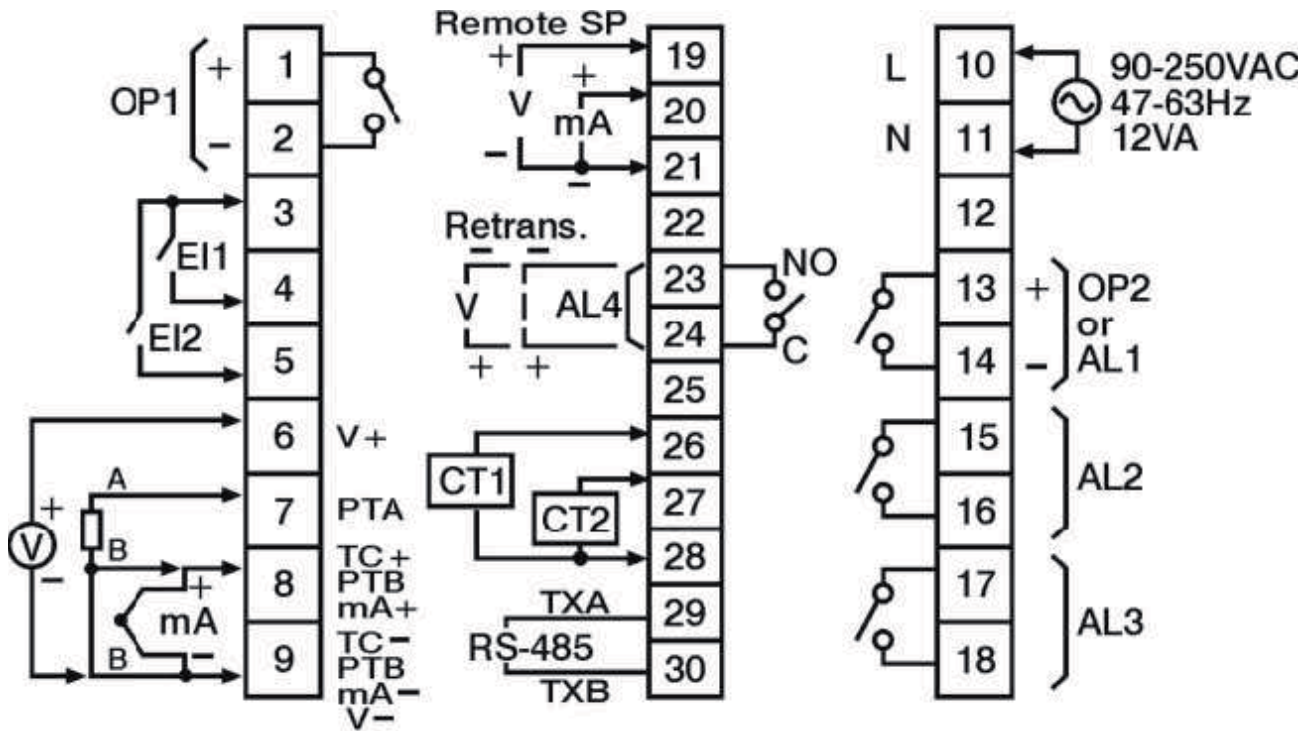 OP1
+
−
1
2
3
4
5
6
7
8
9
EI1
EI2
V+
PTA
TC+
PTB
mA+
TC−
PTB
mA−
V−
+
V
−
A
B
B
+
mA
−
Remote SP
+
V
−
+
mA
−
19
20
21
22
23
24
25
26
27
28
29
30
Retrans.
−
−
V
+
+
AL4
NO
C
CT1
CT2
TXA
RS-485
TXB
L
N
10
11
12
13
14
15
16
17
18
90-250VAC
47-63Hz
12VA
+
−
OP2
or
AL1
AL2
AL3